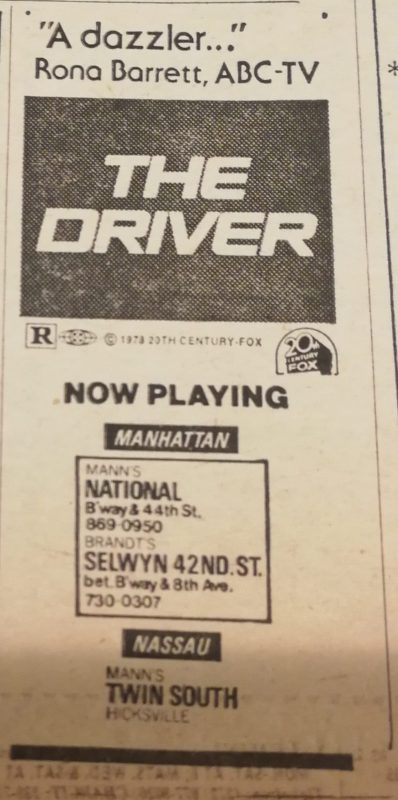 "A dazzler..."
Rona Barrett, ABC-TV
THE
DRIVER
R © 1978 20TH CENTURY-FOX
20TH
CENTURY
FOX
NOW PLAYING
MANHATTAN
MANN'S
NATIONAL
B'way & 44th St.
869-0950
BRANDT'S
SELWYN 42ND. ST.
bet. B'way & 8th Ave.
730-0307
NASSAU
MANN'S
TWIN SOUTH
HICKSVILLE